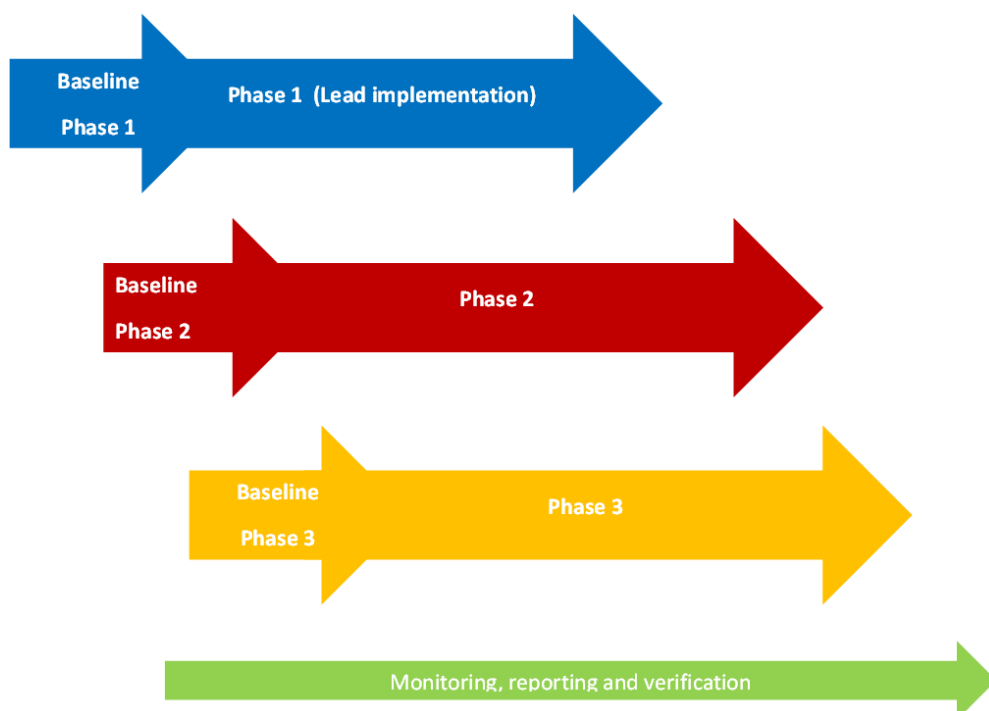 Baseline
Phase 1
Phase 1  (Lead implementation)
Baseline
Phase 2
Phase 2
Baseline
Phase 3
Phase 3
Monitoring, reporting and verification